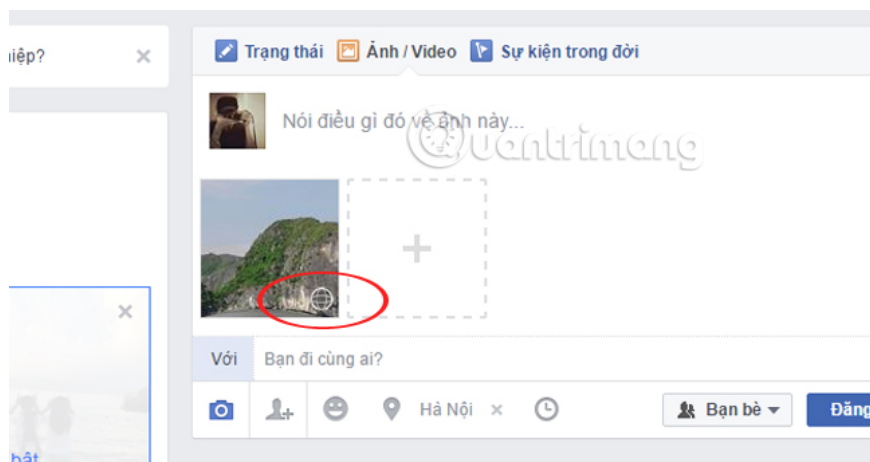 iệp?
Trạng thái Ảnh / Video Sự kiện trong đời
Nói điều gì đó về ảnh này...
Quantrimang
Với Bạn đi cùng ai?
Hà Nội
Bạn bè
Đăng
bật